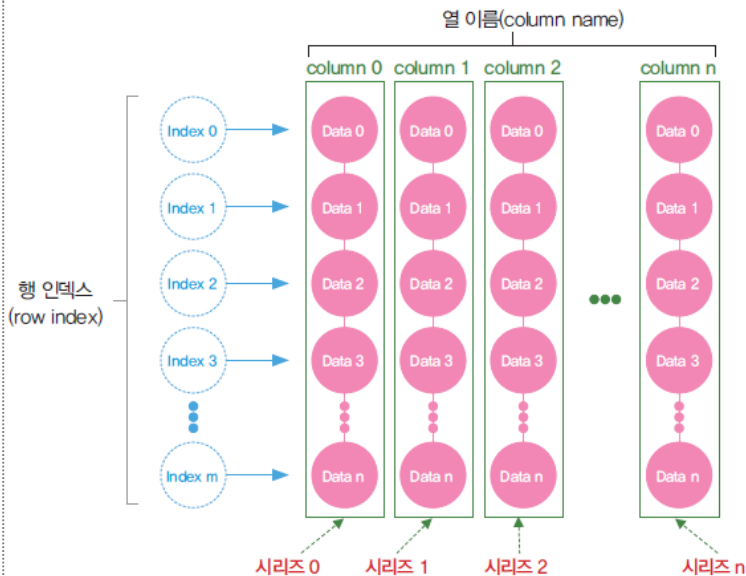 열 이름(column name)
column 0 column 1 column 2 column n
Index 0 Data 0 Data 0 Data 0 Data 0
Index 1 Data 1 Data 1 Data 1 Data 1
행 인덱스
(row index)
Index 2 Data 2 Data 2 Data 2 Data 2
Index 3 Data 3 Data 3 Data 3 Data 3
Index m Data n Data n Data n Data n
시리즈 0 시리즈 1 시리즈 2 시리즈 n